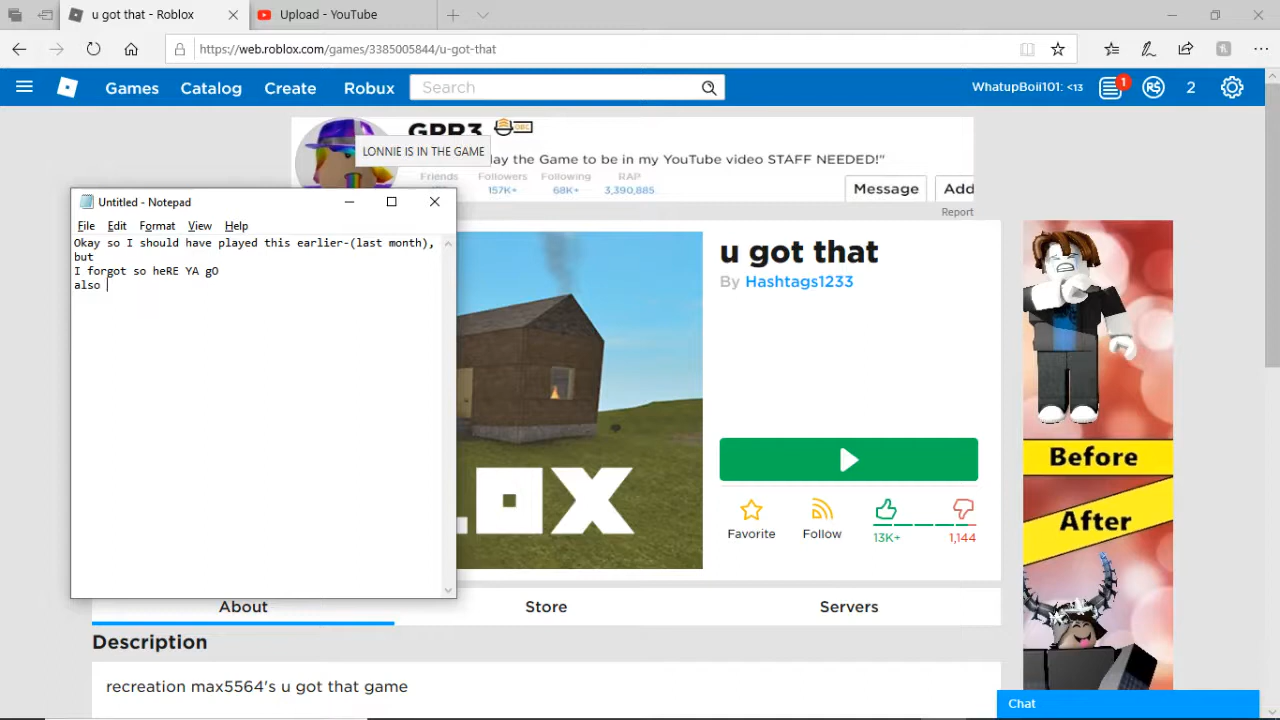 u got that - Roblox
Upload - YouTube
https://web.roblox.com/games/3385005844/u-got-that
Games
Catalog
Create
Robux
Search
WhatupBoii101: <13
1
R$
2
GPR3
OBC
LONNIE IS IN THE GAME
lay the Game to be in my YouTube video STAFF NEEDED!"
Friends
Followers
Following
RAP
157K+
68K+
3,390,885
Message
Add
Report
Untitled - Notepad
File
Edit
Format
View
Help
Okay so I should have played this earlier-(last month),
but
I forgot so heRE YA gO
also
u got that
By Hashtags1233
LOX
Favorite
Follow
13K+
1,144
Before
After
About
Store
Servers
Description
recreation max5564's u got that game
Chat